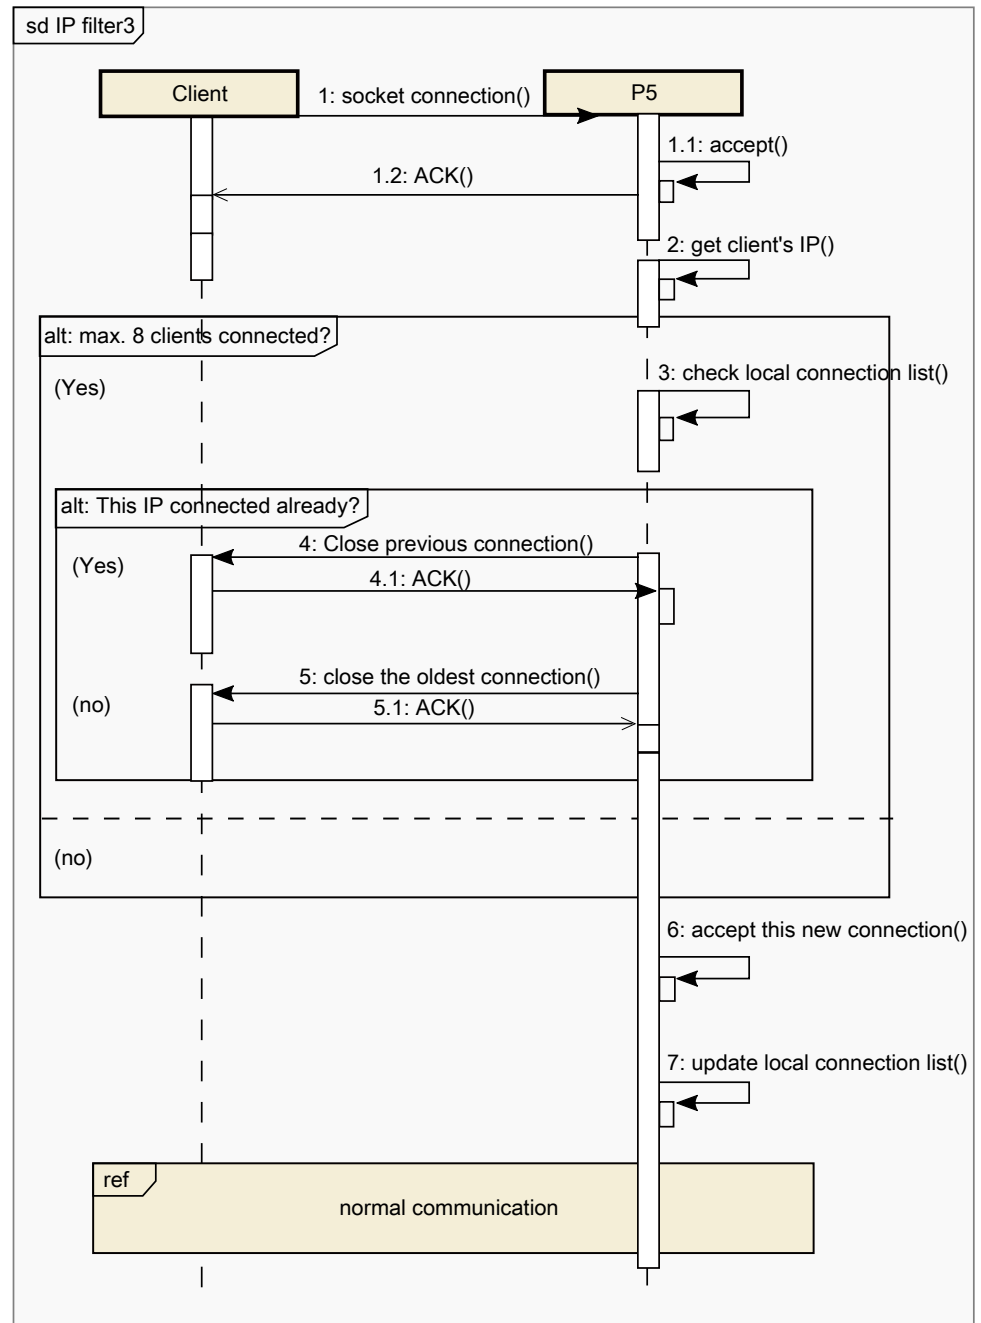 sd IP filter3
Client
1: socket connection()
P5
1.1: accept()
1.2: ACK()
2: get client's IP()
alt: max. 8 clients connected?
(Yes)
3: check local connection list()
alt: This IP connected already?
(Yes)
4: Close previous connection()
4.1: ACK()
5: close the oldest connection()
(no)
5.1: ACK()
(no)
6: accept this new connection()
7: update local connection list()
ref
normal communication